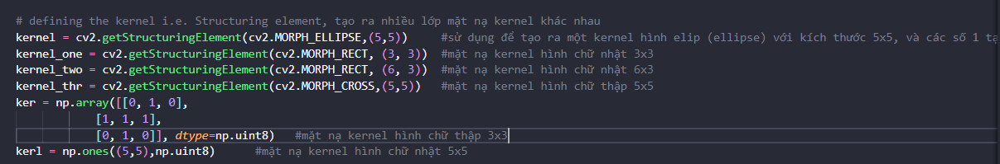 # defining the kernel i.e. Structuring element, tạo ra nhiều lớp mặt nạ kernel khác nhau
kernel = cv2.getStructuringElement(cv2.MORPH_ELLIPSE,(5,5)) #sử dụng để tạo ra một kernel hình elip (ellipse) với kích thước 5x5, và các số 1 tạ
kernel_one = cv2.getStructuringElement(cv2.MORPH_RECT, (3, 3)) #mặt nạ kernel hình chữ nhật 3x3
kernel_two = cv2.getStructuringElement(cv2.MORPH_RECT, (6, 3)) #mặt nạ kernel hình chữ nhật 6x3
kernel_thr = cv2.getStructuringElement(cv2.MORPH_CROSS,(5,5)) #mặt nạ kernel hình chữ thập 5x5
ker = np.array([[0, 1, 0],
[1, 1, 1],
[0, 1, 0]], dtype=np.uint8) #mặt nạ kernel hình chữ thập 3x3
kerl = np.ones((5,5),np.uint8) #mặt nạ kernel hình chữ nhật 5x5